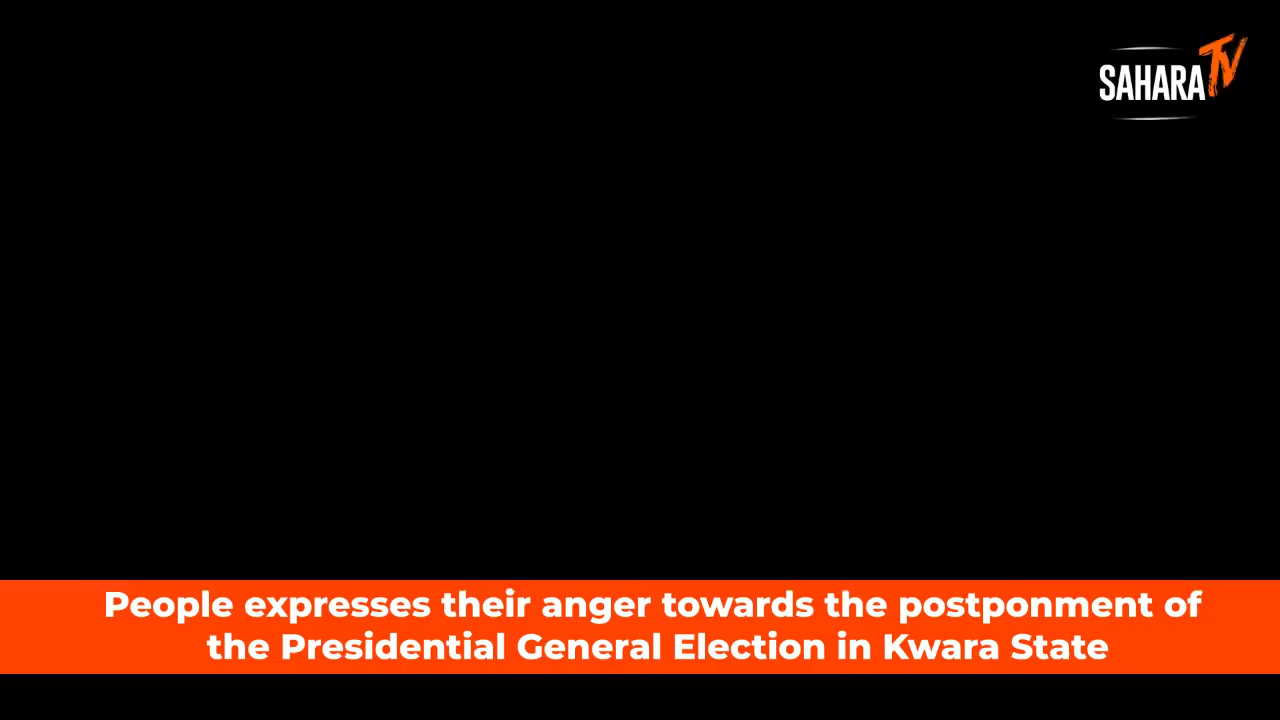 SAHARA TV
People expresses their anger towards the postponment of
the Presidential General Election in Kwara State